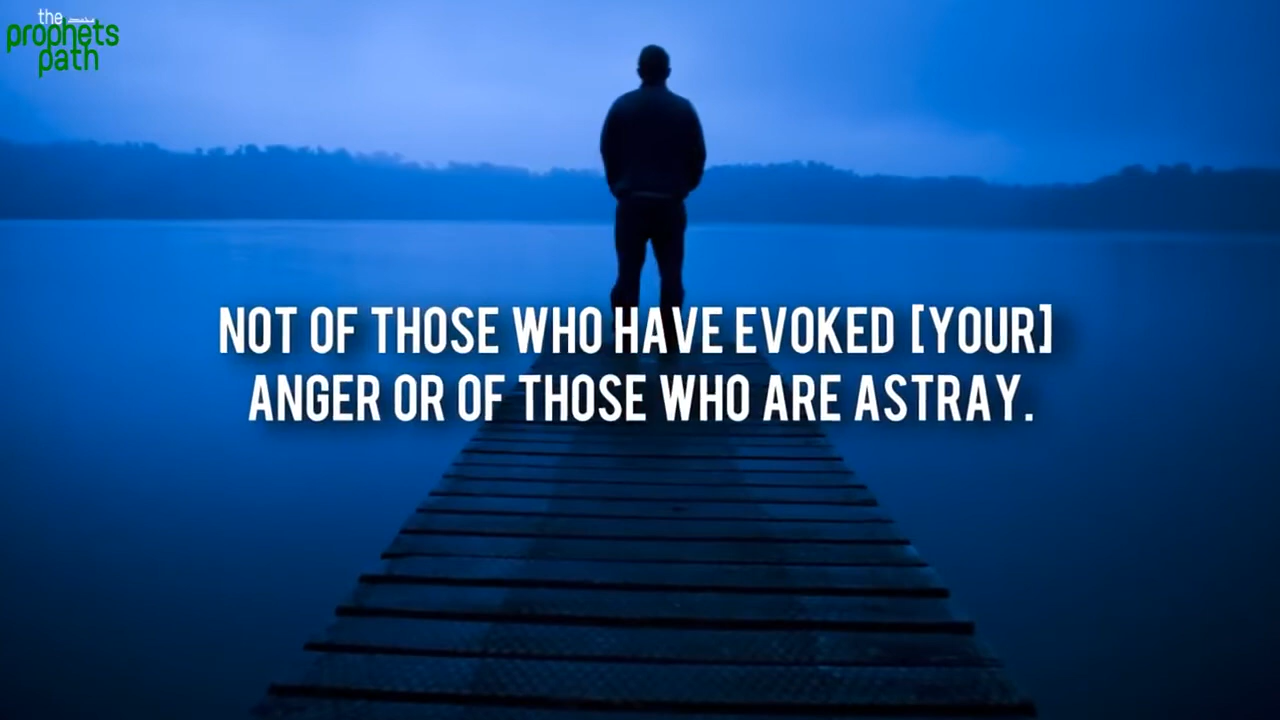 the
prophets
path
NOT OF THOSE WHO HAVE EVOKED [YOUR]
ANGER OR OF THOSE WHO ARE ASTRAY.